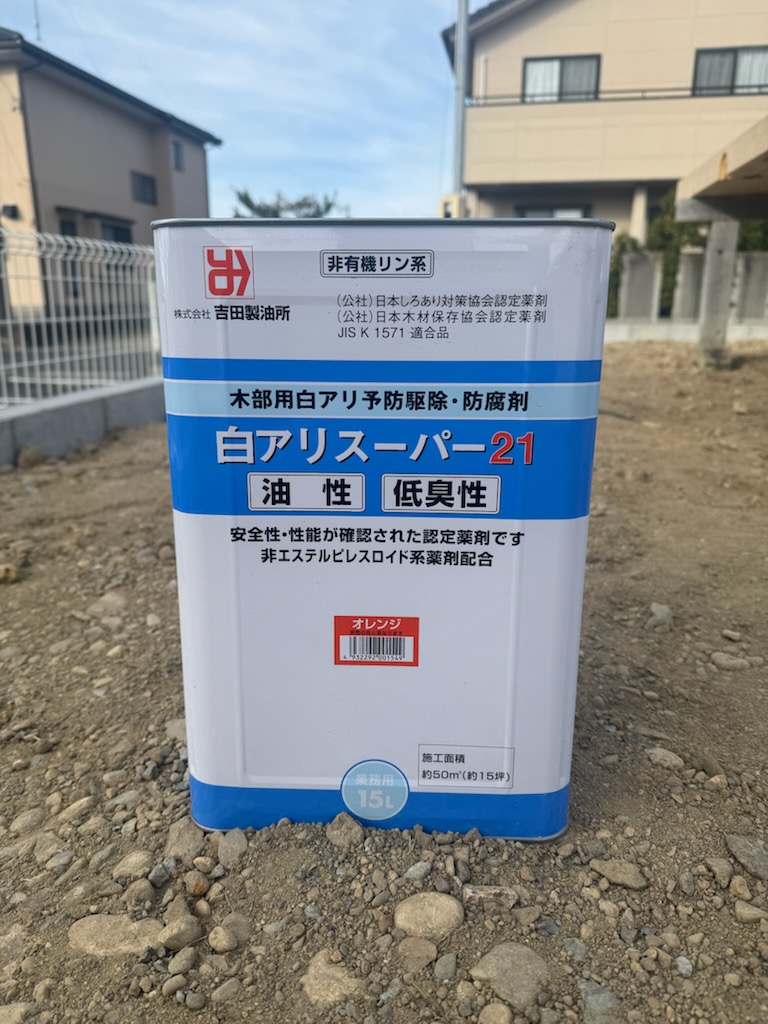 非有機リン系
株式会社 吉田製油所
(公社)日本しろあり対策協会認定薬剤
(公社)日本木材保存協会認定薬剤
JIS K 1571 適合品
木部用白アリ予防駆除・防腐剤
白アリスーパー21
油性 低臭性
安全性・性能が確認された認定薬剤です
非エステルピレスロイド系薬剤配合
オレンジ
4 932292 001549
施工面積
約50㎡(約15坪)
業務用
15L